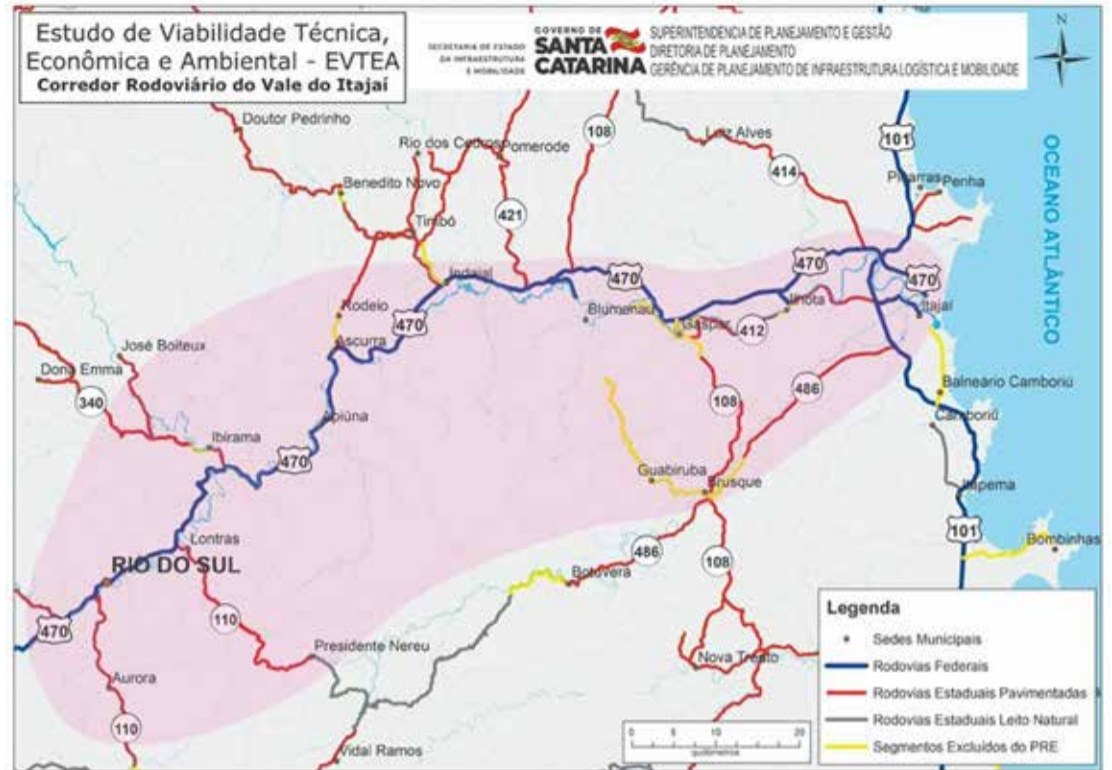 Estudo de Viabilidade Técnica,
Econômica e Ambiental - EVTEA
Corredor Rodoviário do Vale do Itajaí
SECRETARIA DE ESTADO
DA INFRAESTRUTURA
E MOBILIDADE
GOVERNO DE
SANTA
CATARINA
SUPERINTENDENCIA DE PLANEJAMENTO E GESTÃO
DIRETORIA DE PLANEJAMENTO
GERÊNCIA DE PLANEJAMENTO DE INFRAESTRUTURA LOGÍSTICA E MOBILIDADE
N
OCEANO ATLÂNTICO
Doutor Pedrinho
Rio dos Cedros
Pomerode
108
Luiz Alves
101
414
Piçarras
Penha
Benedito Novo
421
Timbó
Indaial
470
470
470
Blumenau
Ilhota
Itajaí
Rodeio
470
Gaspar
412
Ascurra
José Boiteux
Dona Emma
340
108
486
Balneario Camboriú
Camboriú
Apiúna
Ibirama
470
Guabiruba
Brusque
Itapema
101
Bombinhas
Lontras
RIO DO SUL
486
108
Botuverá
470
110
Presidente Nereu
Nova Trento
Aurora
110
Vidal Ramos
0
5
10
20
Legenda
Sedes Municipais
Rodovias Federais
Rodovias Estaduais Pavimentadas
Rodovias Estaduais Leito Natural
Segmentos Excluídos do PRE